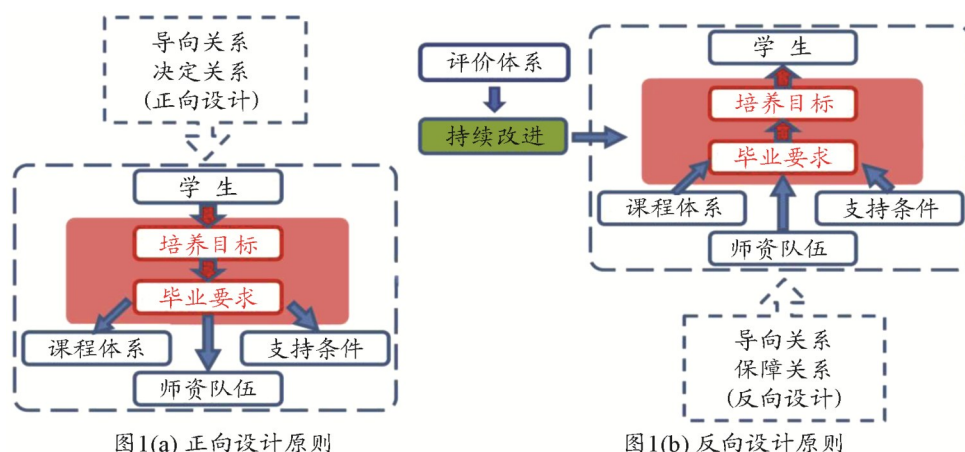 导向关系
决定关系
(正向设计)
学 生
培养目标
毕业要求
课程体系
支持条件
师资队伍
图1(a) 正向设计原则
评价体系
持续改进
学 生
培养目标
毕业要求
课程体系
支持条件
师资队伍
导向关系
保障关系
(反向设计)
图1(b) 反向设计原则